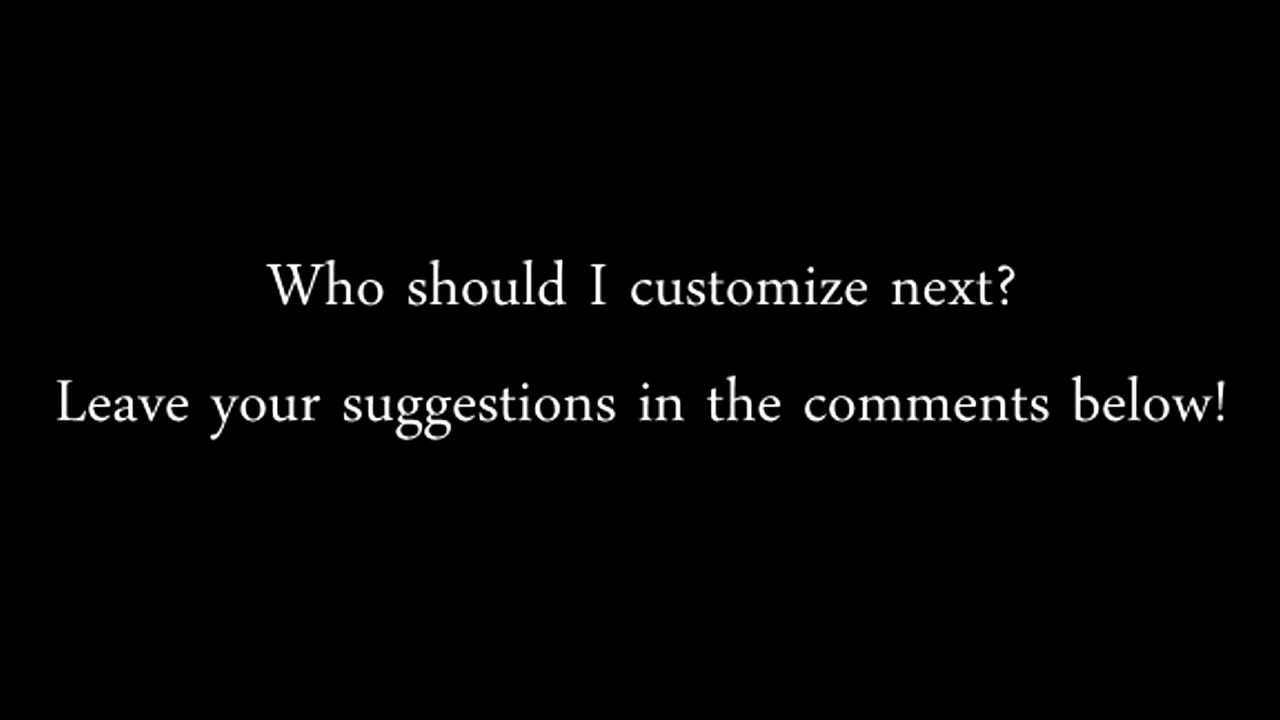 Who should I customize next?
Leave your suggestions in the comments below!